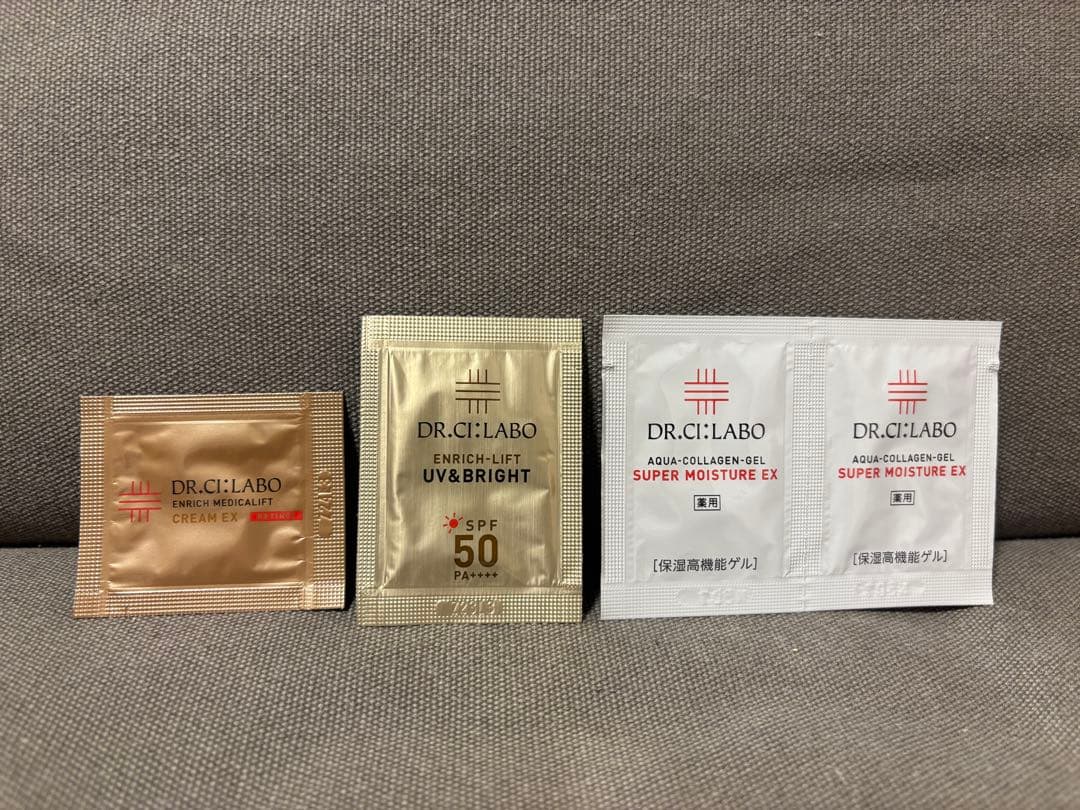 DR.CI:LABO
ENRICH MEDICALIFT
CREAM EX
DR.CI:LABO
ENRICH-LIFT
UV&BRIGHT
SPF
50
PA++++
DR.CI:LABO
AQUA-COLLAGEN-GEL
SUPER MOISTURE EX
薬用
[保湿高機能ゲル]
DR.CI:LABO
AQUA-COLLAGEN-GEL
SUPER MOISTURE EX
薬用
[保湿高機能ゲル]